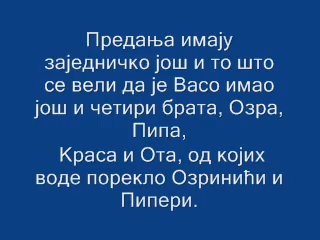 Предања имају
заједничко још и то што
се вели да је Васо имао
још и четири брата, Озра,
Пипа,
Краса и Ота, од којих
воде порекло Озринићи и
Пипери.